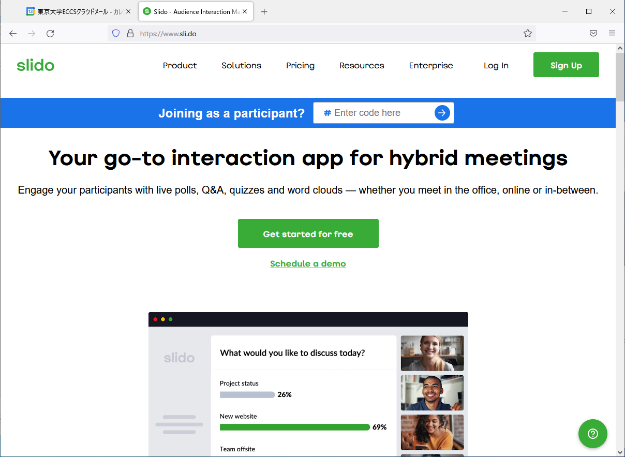 東京大学ECCSクラウドメール - カレ
Slido - Audience Interaction Ma
https://www.sli.do
slido
Product
Solutions
Pricing
Resources
Enterprise
Log In
Sign Up
Joining as a participant?
# Enter code here
Your go-to interaction app for hybrid meetings
Engage your participants with live polls, Q&A, quizzes and word clouds — whether you meet in the office, online or in-between.
Get started for free
Schedule a demo
slido
What would you like to discuss today?
Project status
26%
New website
69%
Team offsite